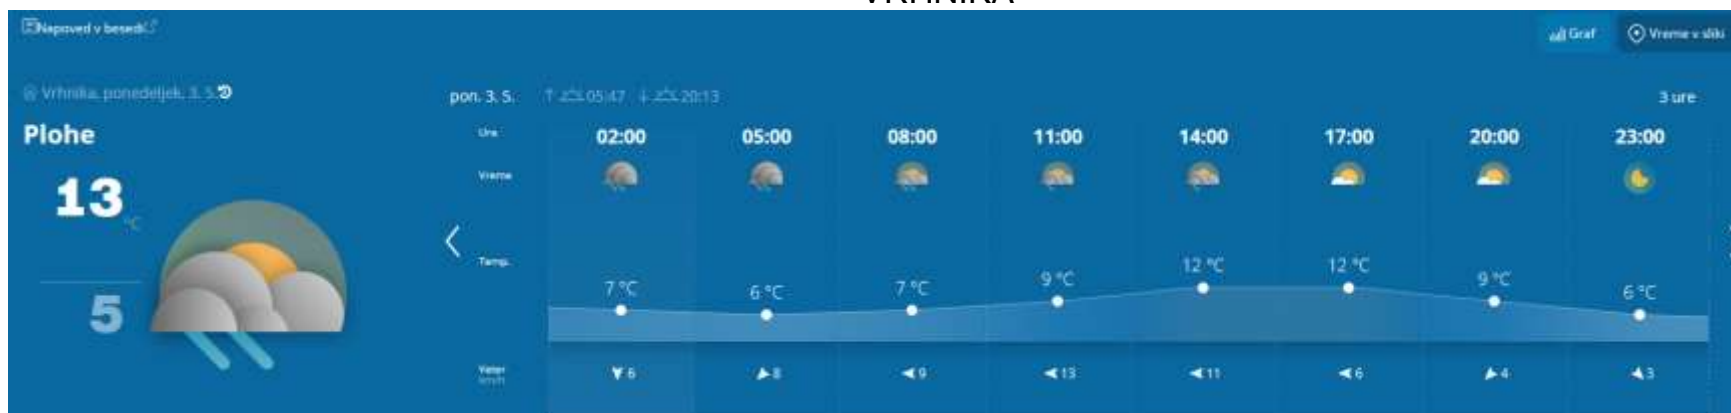 VRHNIKA
Napoved v besedi
Graf
Vreme v sliki
Vrhnika, ponedeljek, 3. 5.
pon. 3. 5.
05:47
20:13
3 ure
Plohe
13 °C
5
Ura
02:00 05:00 08:00 11:00 14:00 17:00 20:00 23:00
Vreme
Temp.
7 °C 6 °C 7 °C 9 °C 12 °C 12 °C 9 °C 6 °C
Veter
km/h
6 8 9 13 11 6 4 3